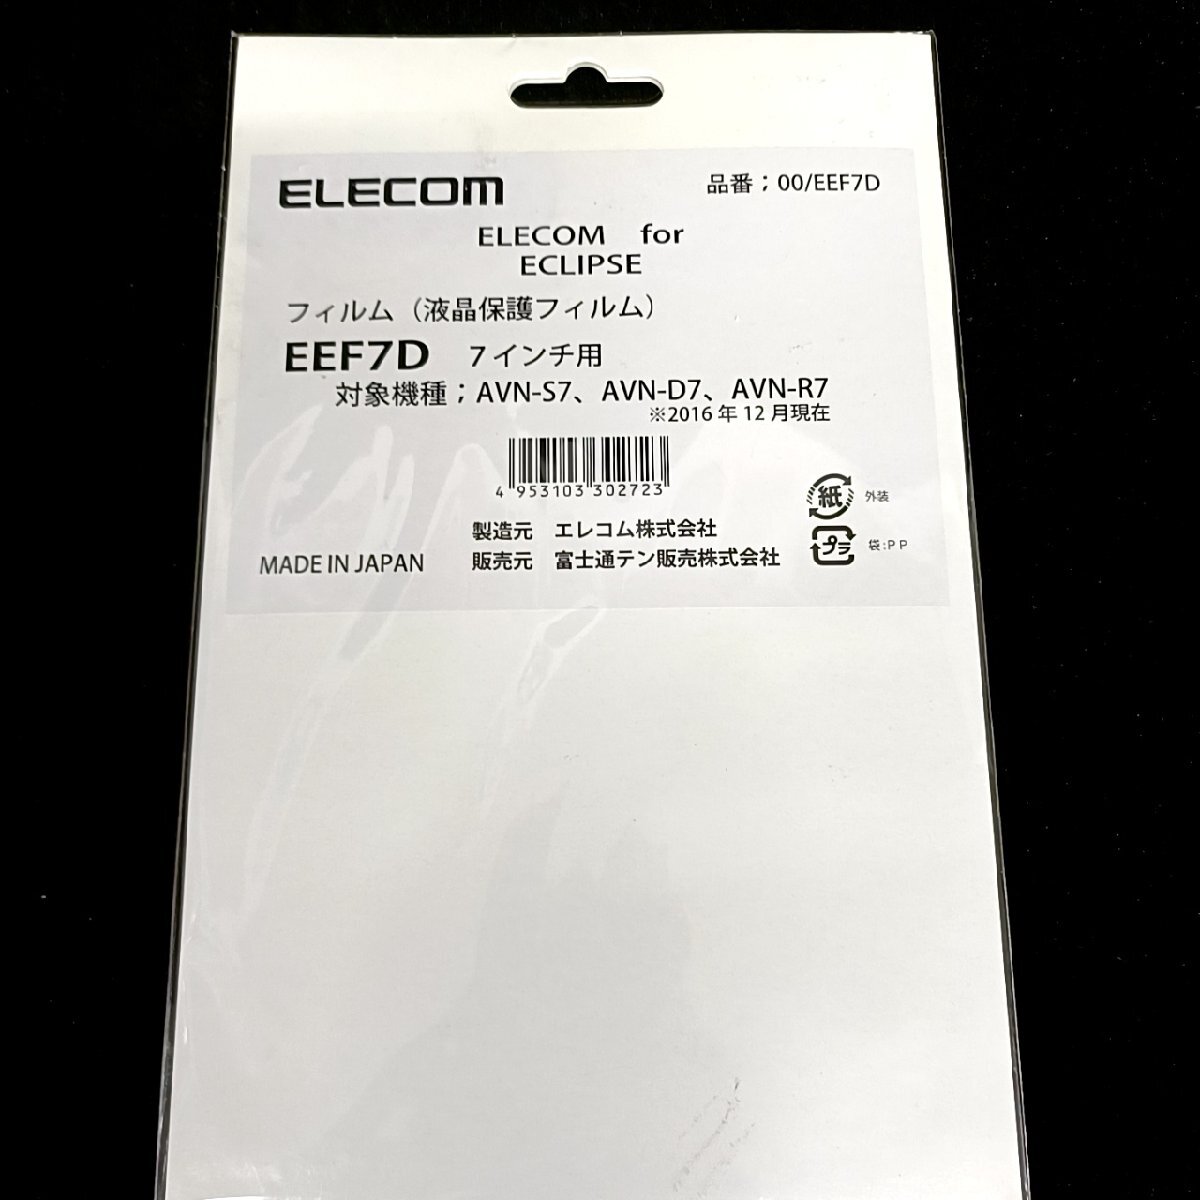 ELECOM
品番；00/EEF7D
ELECOM for
ECLIPSE
フィルム（液晶保護フィルム）
EEF7D 7インチ用
対象機種；AVN-S7、AVN-D7、AVN-R7
※2016年12月現在
4 953103 302723
紙 外装
製造元 エレコム株式会社
プラ 袋:PP
MADE IN JAPAN 販売元 富士通テン販売株式会社